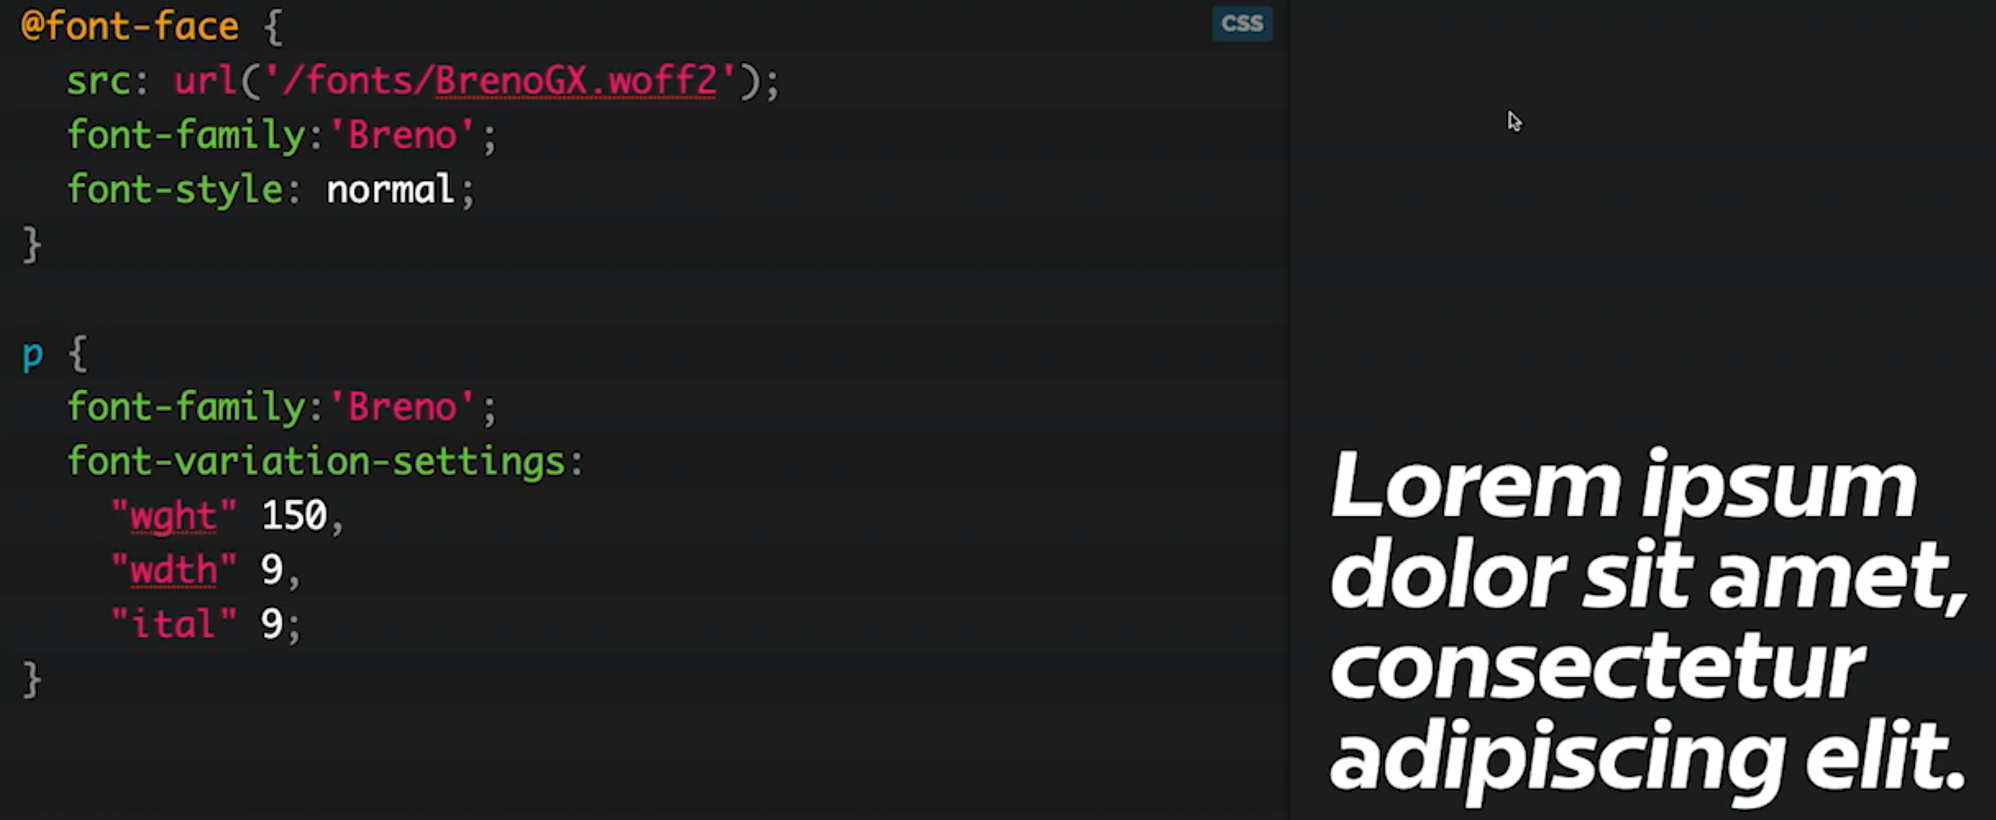 @font-face {
CSS
src: url('/fonts/BrenoGX.woff2');
font-family:'Breno';
font-style: normal;
}
p {
font-family:'Breno';
font-variation-settings:
"wght" 150,
"wdth" 9,
"ital" 9;
}
Lorem ipsum
dolor sit amet,
consectetur
adipiscing elit.